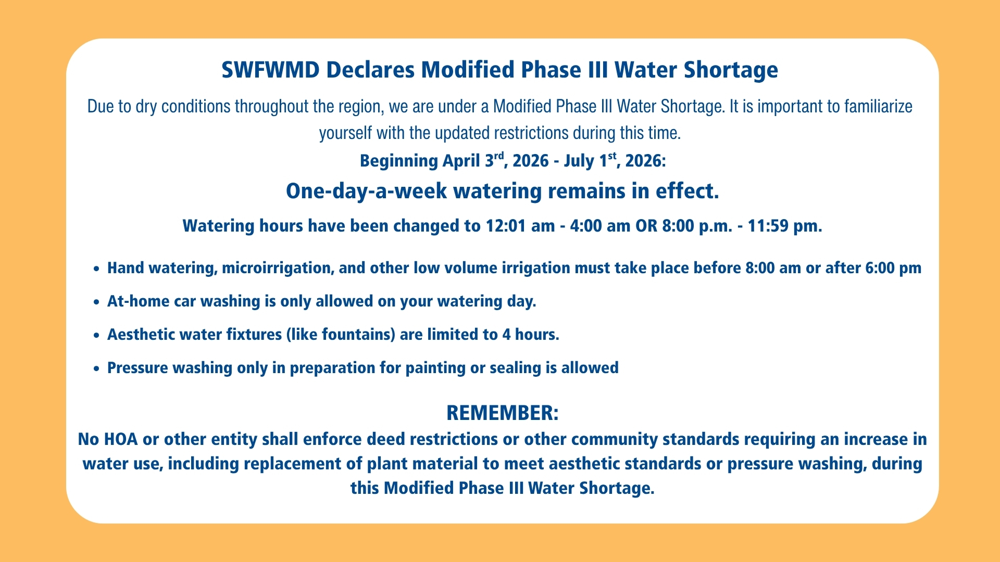 SWFWMD Declares Modified Phase III Water Shortage
Due to dry conditions throughout the region, we are under a Modified Phase III Water Shortage. It is important to familiarize
yourself with the updated restrictions during this time.
Beginning April 3rd, 2026 - July 1st, 2026:
One-day-a-week watering remains in effect.
Watering hours have been changed to 12:01 am - 4:00 am OR 8:00 p.m. - 11:59 pm.
• Hand watering, microirrigation, and other low volume irrigation must take place before 8:00 am or after 6:00 pm
• At-home car washing is only allowed on your watering day.
• Aesthetic water fixtures (like fountains) are limited to 4 hours.
• Pressure washing only in preparation for painting or sealing is allowed
REMEMBER:
No HOA or other entity shall enforce deed restrictions or other community standards requiring an increase in
water use, including replacement of plant material to meet aesthetic standards or pressure washing, during
this Modified Phase III Water Shortage.